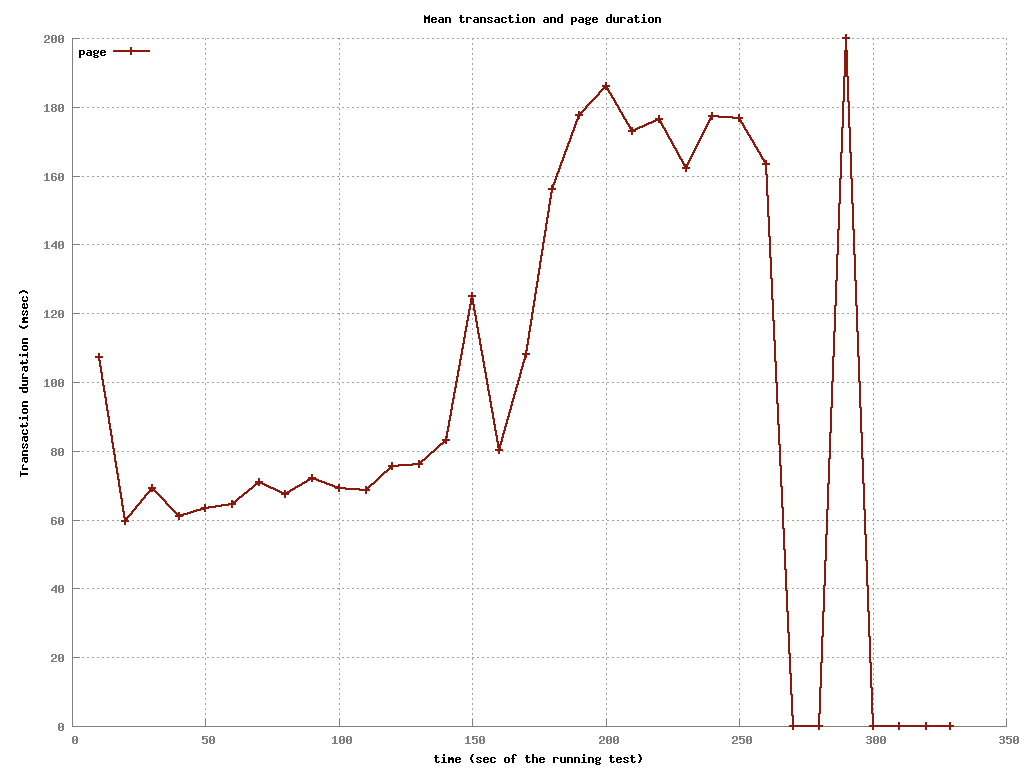 Mean transaction and page duration
page
200
180
160
140
120
100
80
60
40
20
0
Transaction duration (msec)
0 50 100 150 200 250 300 350
time (sec of the running test)